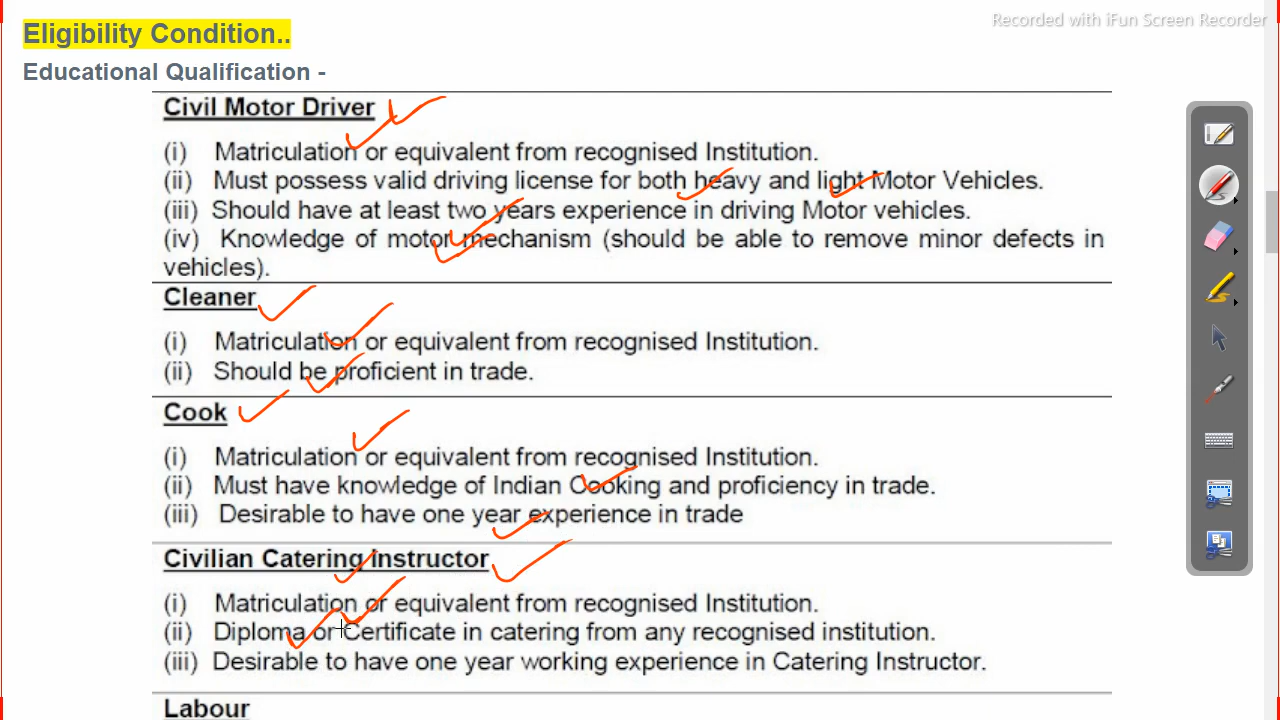 Recorded with iFun Screen Recorder
Eligibility Condition..
Educational Qualification -
Civil Motor Driver
(i) Matriculation or equivalent from recognised Institution.
(ii) Must possess valid driving license for both heavy and light Motor Vehicles.
(iii) Should have at least two years experience in driving Motor vehicles.
(iv) Knowledge of motor mechanism (should be able to remove minor defects in
vehicles).
Cleaner
(i) Matriculation or equivalent from recognised Institution.
(ii) Should be proficient in trade.
Cook
(i) Matriculation or equivalent from recognised Institution.
(ii) Must have knowledge of Indian Cooking and proficiency in trade.
(iii) Desirable to have one year experience in trade
Civilian Catering Instructor
(i) Matriculation or equivalent from recognised Institution.
(ii) Diploma or Certificate in catering from any recognised institution.
(iii) Desirable to have one year working experience in Catering Instructor.
Labour